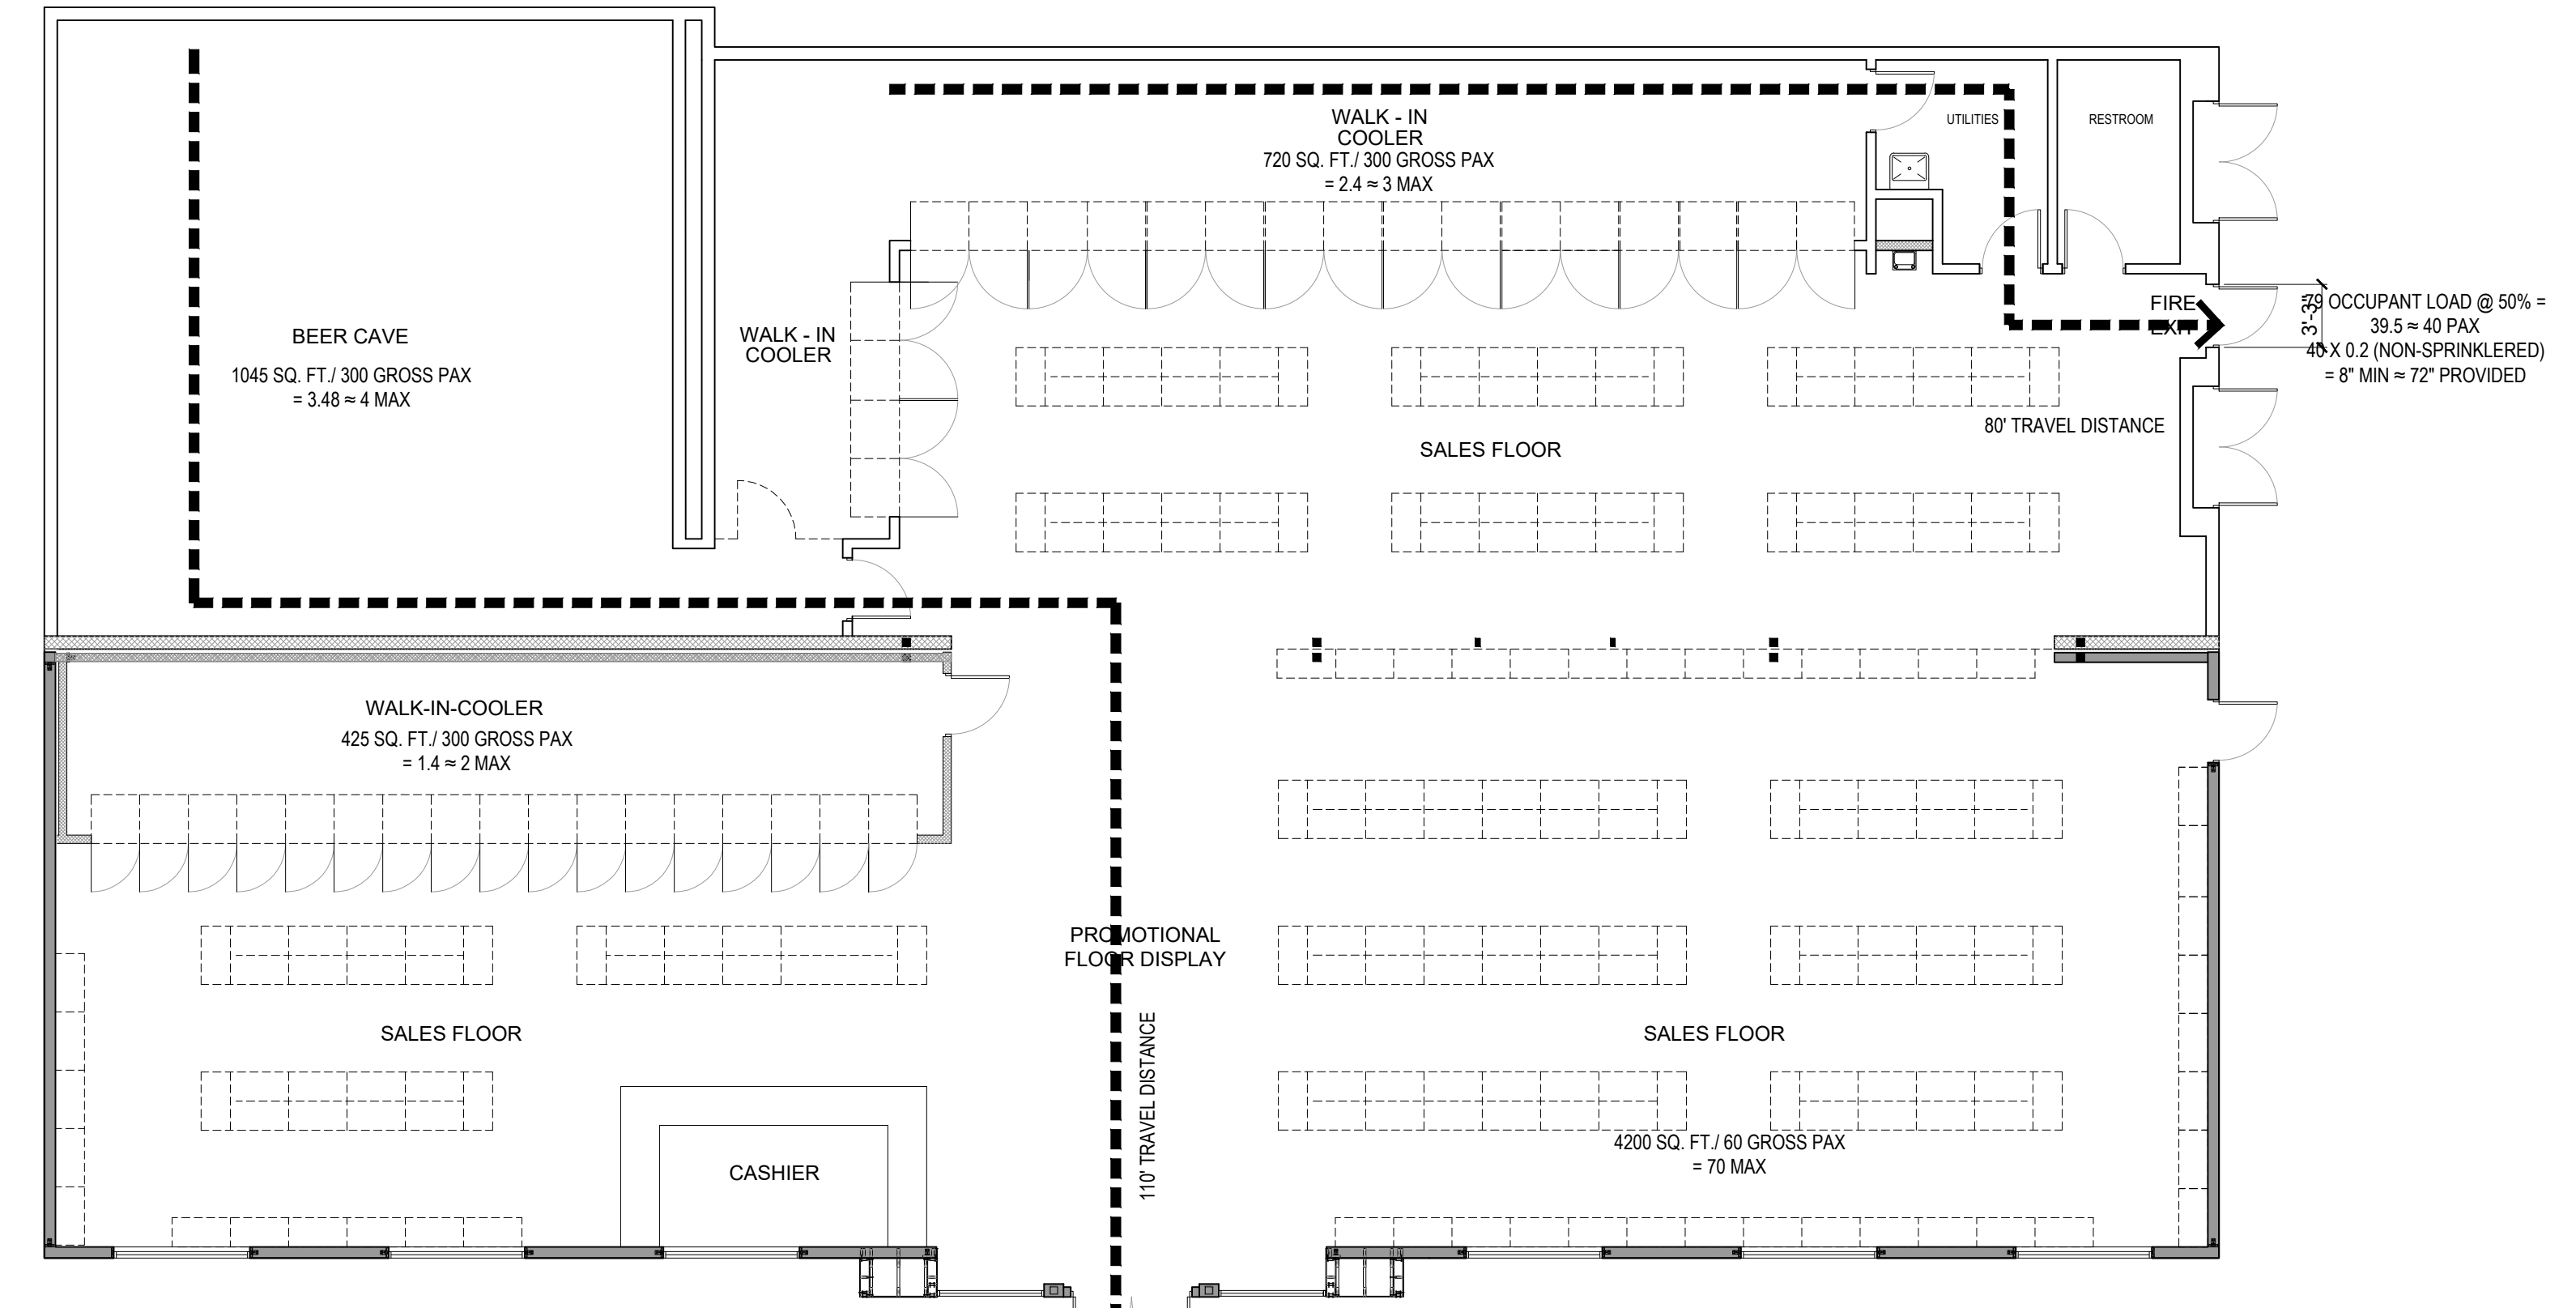 WALK - IN
COOLER
720 SQ. FT./ 300 GROSS PAX
= 2.4 ≈ 3 MAX
UTILITIES
RESTROOM
BEER CAVE
1045 SQ. FT./ 300 GROSS PAX
= 3.48 ≈ 4 MAX
WALK - IN
COOLER
FIRE
EXIT
3'-3"
79 OCCUPANT LOAD @ 50% =
39.5 ≈ 40 PAX
40 X 0.2 (NON-SPRINKLERED)
= 8" MIN ≈ 72" PROVIDED
80' TRAVEL DISTANCE
SALES FLOOR
WALK-IN-COOLER
425 SQ. FT./ 300 GROSS PAX
= 1.4 ≈ 2 MAX
PROMOTIONAL
FLOOR DISPLAY
SALES FLOOR
110' TRAVEL DISTANCE
SALES FLOOR
4200 SQ. FT./ 60 GROSS PAX
= 70 MAX
CASHIER